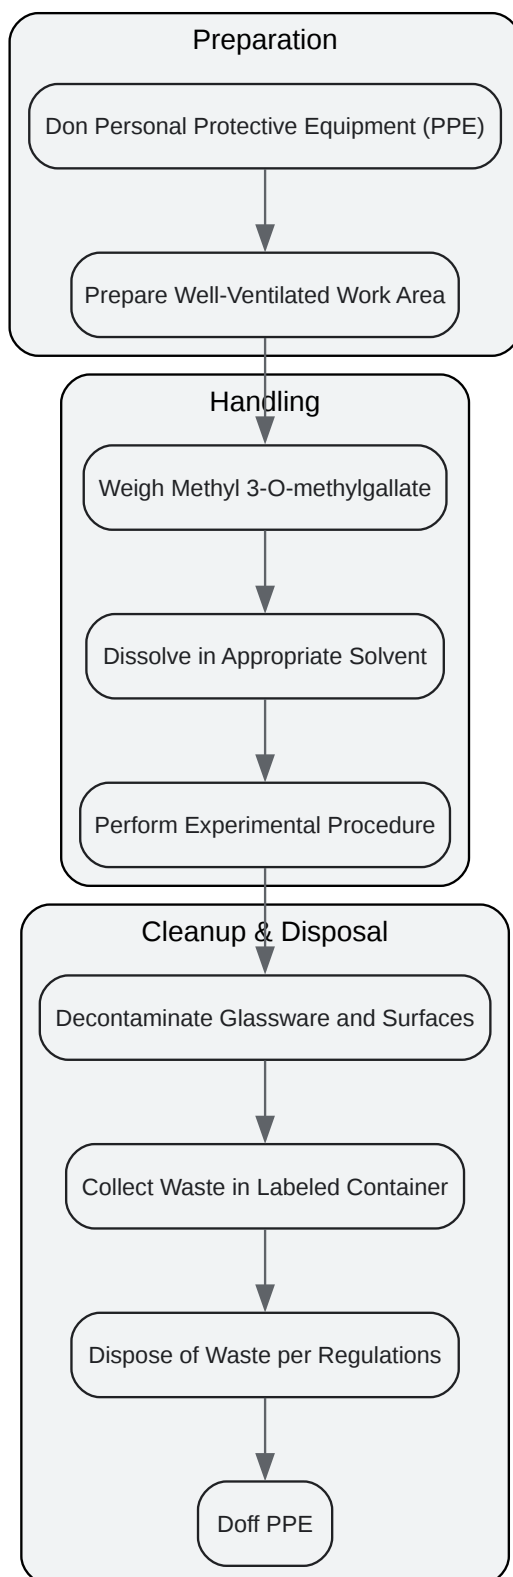 Preparation
Don Personal Protective Equipment (PPE)
Prepare Well-Ventilated Work Area
Handling
Weigh Methyl 3-O-methylgallate
Dissolve in Appropriate Solvent
Perform Experimental Procedure
Cleanup & Disposal
Decontaminate Glassware and Surfaces
Collect Waste in Labeled Container
Dispose of Waste per Regulations
Doff PPE